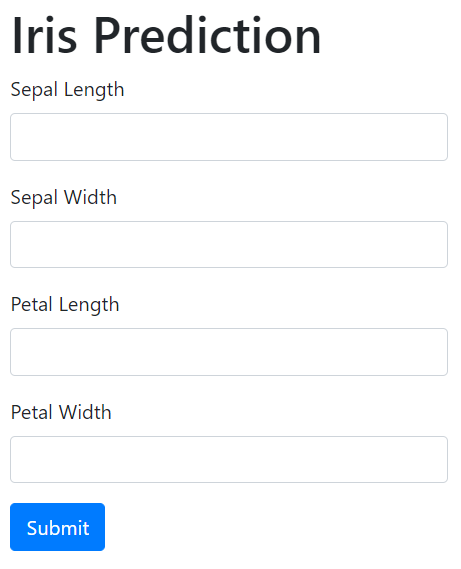 Iris Prediction
Sepal Length
Sepal Width
Petal Length
Petal Width
Submit